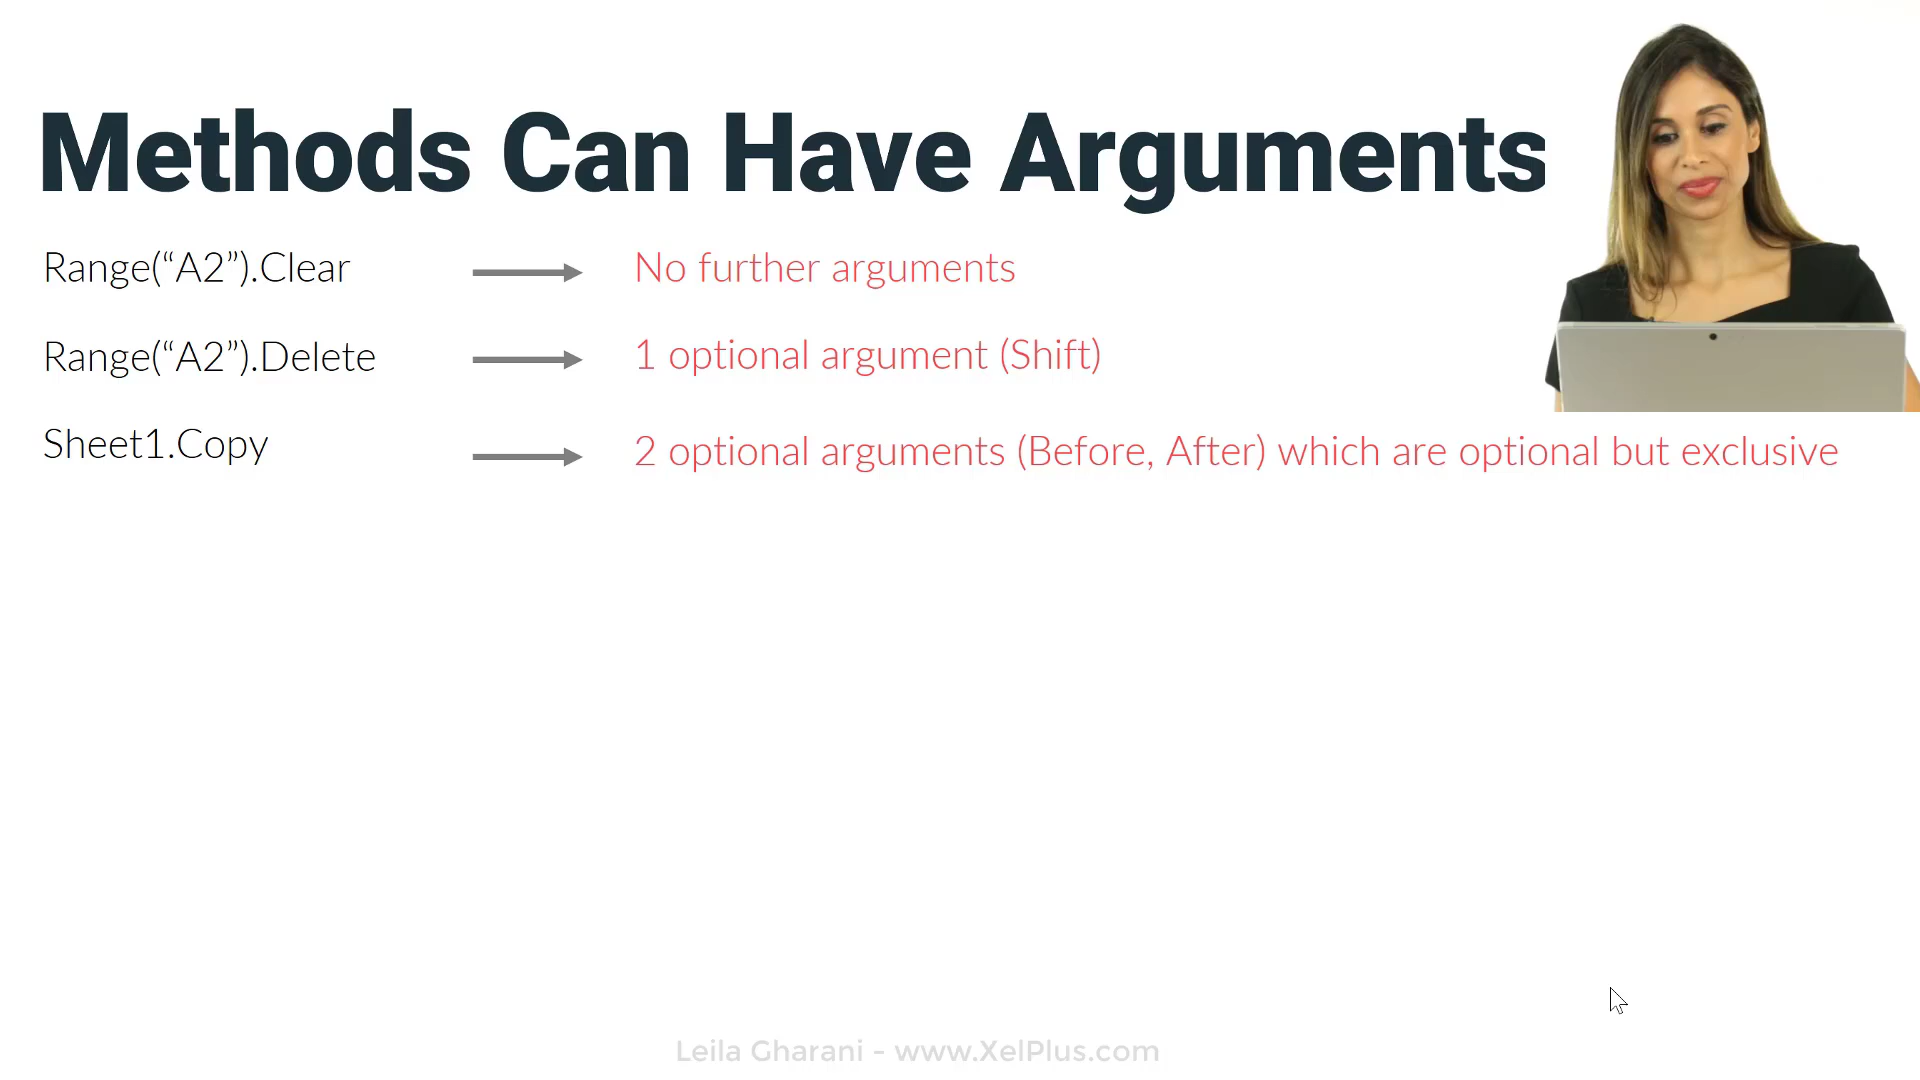 Methods Can Have Arguments
Range(“A2”).Clear No further arguments
Range(“A2”).Delete 1 optional argument (Shift)
Sheet1.Copy 2 optional arguments (Before, After) which are optional but exclusive
Leila Gharani - www.XelPlus.com